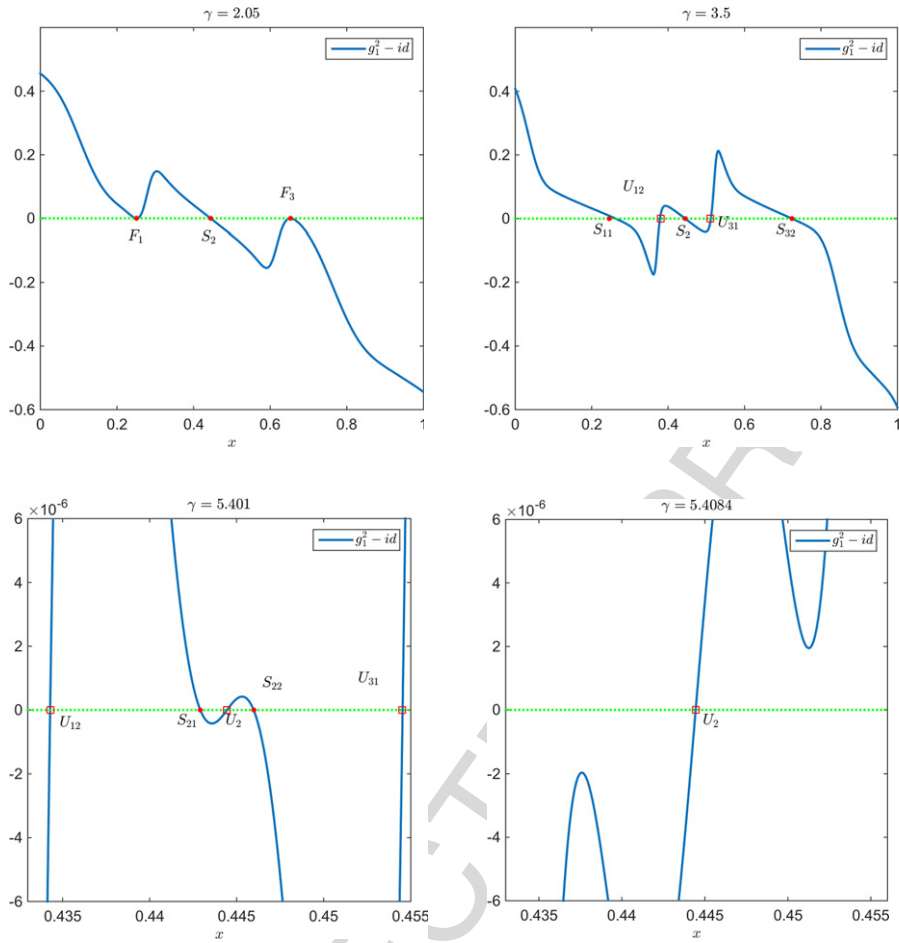 γ = 2.05
g₁² − id
0.4
0.2
0
-0.2
-0.4
-0.6
F₁
S₂
F₃
0 0.2 0.4 0.6 0.8 1
x
γ = 3.5
g₁² − id
0.4
0.2
0
-0.2
-0.4
-0.6
U₁₂
S₁₁
S₂
U₃₁
S₃₂
0 0.2 0.4 0.6 0.8 1
x
γ = 5.401
×10⁻⁶
g₁² − id
6
4
2
0
-2
-4
-6
U₁₂
S₂₁
U₂
S₂₂
U₃₁
0.435 0.44 0.445 0.45 0.455
x
γ = 5.4084
×10⁻⁶
g₁² − id
6
4
2
0
-2
-4
-6
U₂
0.435 0.44 0.445 0.45 0.455
x